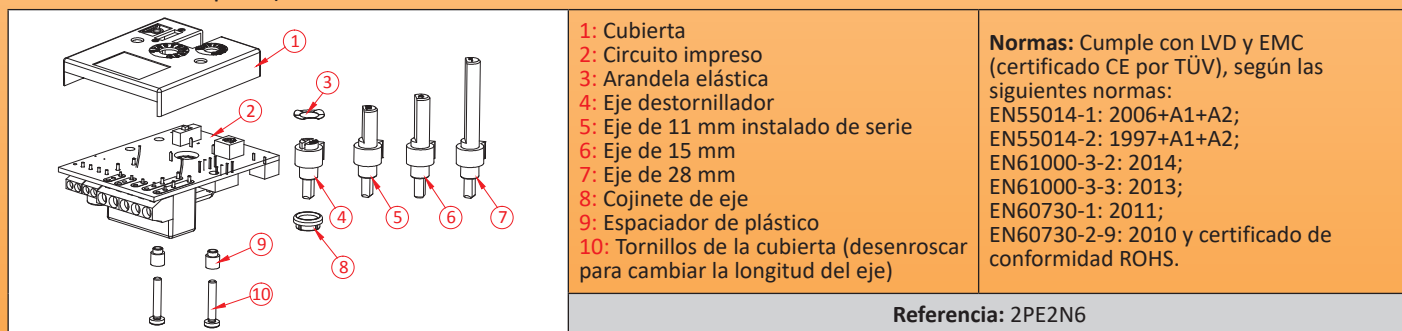 1
2
3
4
5
6
7
8
9
10
1: Cubierta
2: Circuito impreso
3: Arandela elástica
4: Eje destornillador
5: Eje de 11 mm instalado de serie
6: Eje de 15 mm
7: Eje de 28 mm
8: Cojinete de eje
9: Espaciador de plástico
10: Tornillos de la cubierta (desenroscar
para cambiar la longitud del eje)
Normas: Cumple con LVD y EMC
(certificado CE por TÜV), según las
siguientes normas:
EN55014-1: 2006+A1+A2;
EN55014-2: 1997+A1+A2;
EN61000-3-2: 2014;
EN61000-3-3: 2013;
EN60730-1: 2011;
EN60730-2-9: 2010 y certificado de
conformidad ROHS.
Referencia: 2PE2N6